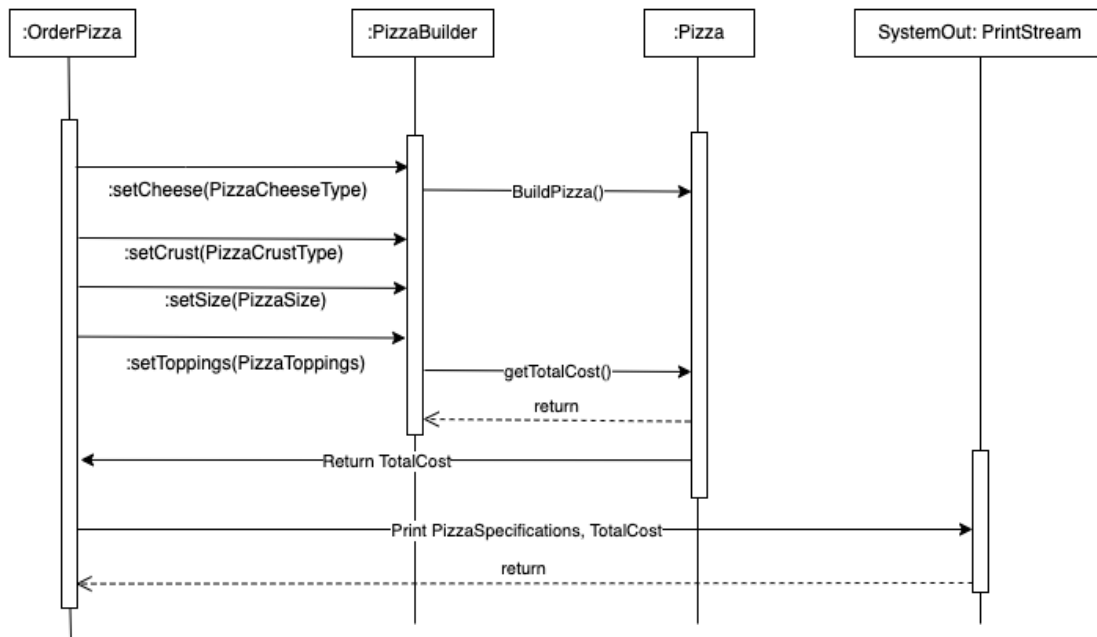 :OrderPizza
:PizzaBuilder
:Pizza
SystemOut: PrintStream
:setCheese(PizzaCheeseType)
BuildPizza()
:setCrust(PizzaCrustType)
:setSize(PizzaSize)
:setToppings(PizzaToppings)
getTotalCost()
return
Return TotalCost
Print PizzaSpecifications, TotalCost
return